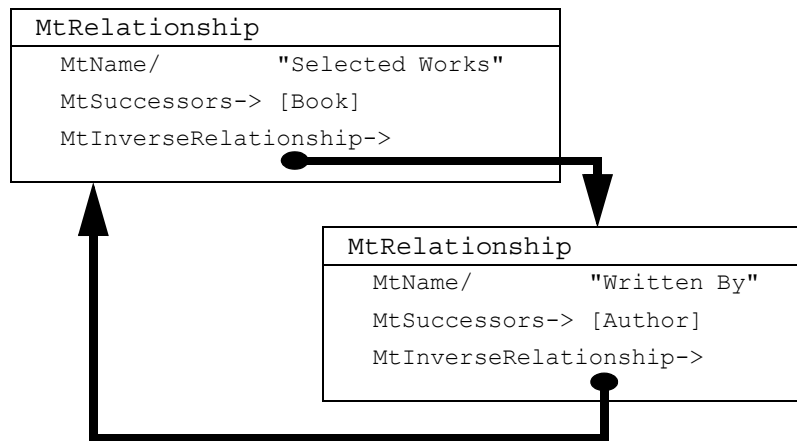 MtRelationship
MtName/ "Selected Works"
MtSuccessors-> [Book]
MtInverseRelationship->
MtRelationship
MtName/ "Written By"
MtSuccessors-> [Author]
MtInverseRelationship->